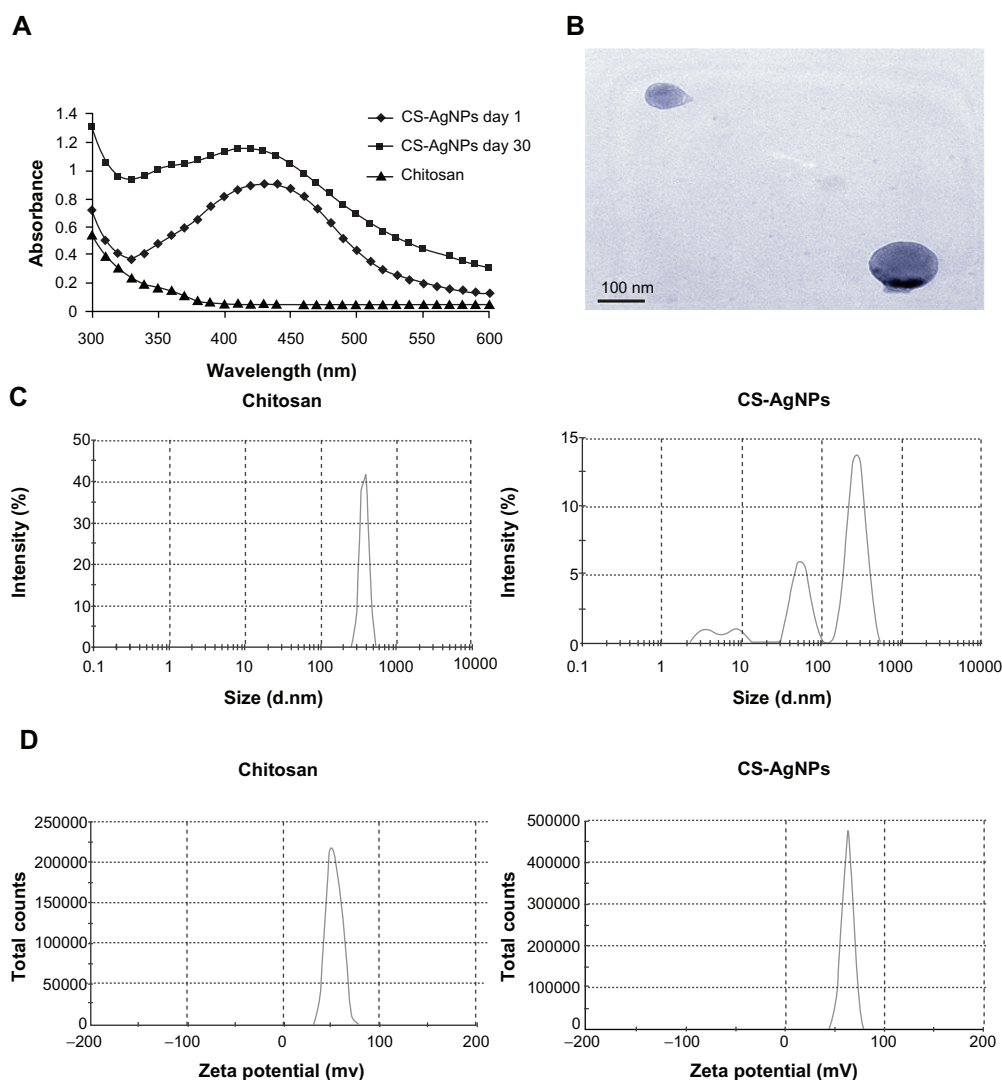 A
B
1.4
1.2
1
0.8
0.6
0.4
0.2
0
Absorbance
300 350 400 450 500 550 600
Wavelength (nm)
CS-AgNPs day 1
CS-AgNPs day 30
Chitosan
100 nm
C
Chitosan
50
40
30
20
10
0
Intensity (%)
0.1 1 10 100 1000 10000
Size (d.nm)
CS-AgNPs
15
10
5
0
Intensity (%)
0.1 1 10 100 1000 10000
Size (d.nm)
D
Chitosan
250000
200000
150000
100000
50000
0
Total counts
−200 −100 0 100 200
Zeta potential (mv)
CS-AgNPs
500000
400000
300000
200000
100000
0
Total counts
−200 −100 0 100 200
Zeta potential (mV)